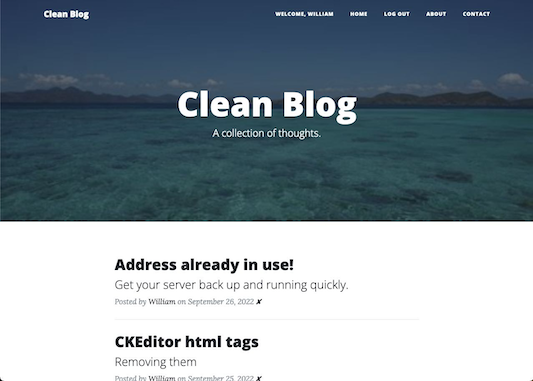 Clean Blog
WELCOME, WILLIAM HOME LOG OUT ABOUT CONTACT
Clean Blog
A collection of thoughts.
Address already in use!
Get your server back up and running quickly.
Posted by William on September 26, 2022 ✘
CKEditor html tags
Removing them
Posted by William on September 25, 2022 ✘